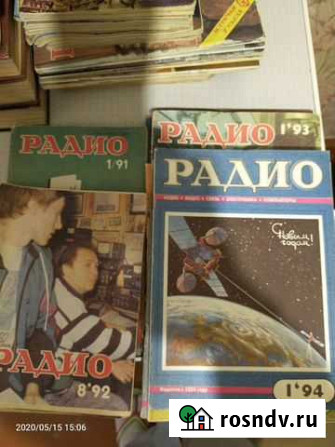 РАДИО
1/91
РАДИО
1'93
РАДИО
С Новым годом!
1'94
РАДИО
8'92
2020/05/15 15:06
rosndv.ru